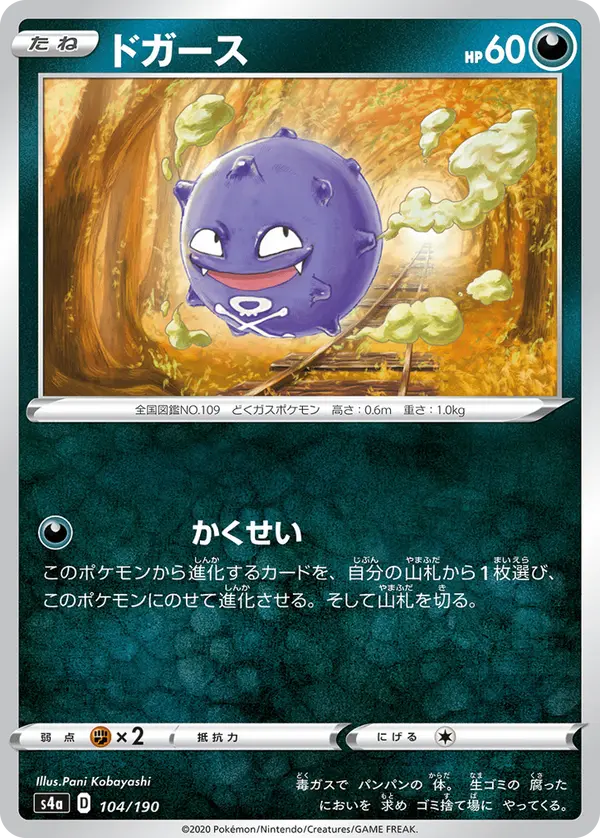 たね ドガース HP60
全国図鑑NO.109 どくガスポケモン 高さ:0.6m 重さ:1.0kg
かくせい
このポケモンから進化するカードを、自分の山札から1枚選び、
このポケモンにのせて進化させる。そして山札を切る。
弱点 ×2 抵抗力 にげる
Illus.Pani Kobayashi
毒ガスで パンパンの 体。生ゴミの 腐った
においを 求め ゴミ捨て場に やってくる。
s4a D 104/190
©2020 Pokémon/Nintendo/Creatures/GAME FREAK.